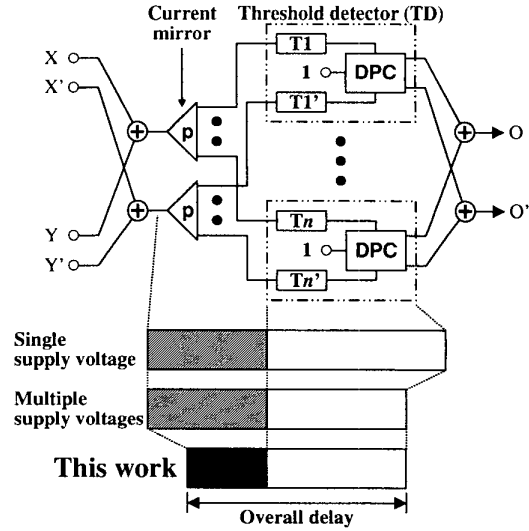 Current
mirror
Threshold detector (TD)
X
X'
Y
Y'
p
p
T1
1
DPC
T1'
Tn
1
DPC
Tn'
O
O'
Single
supply voltage
Multiple
supply voltages
This work
Overall delay